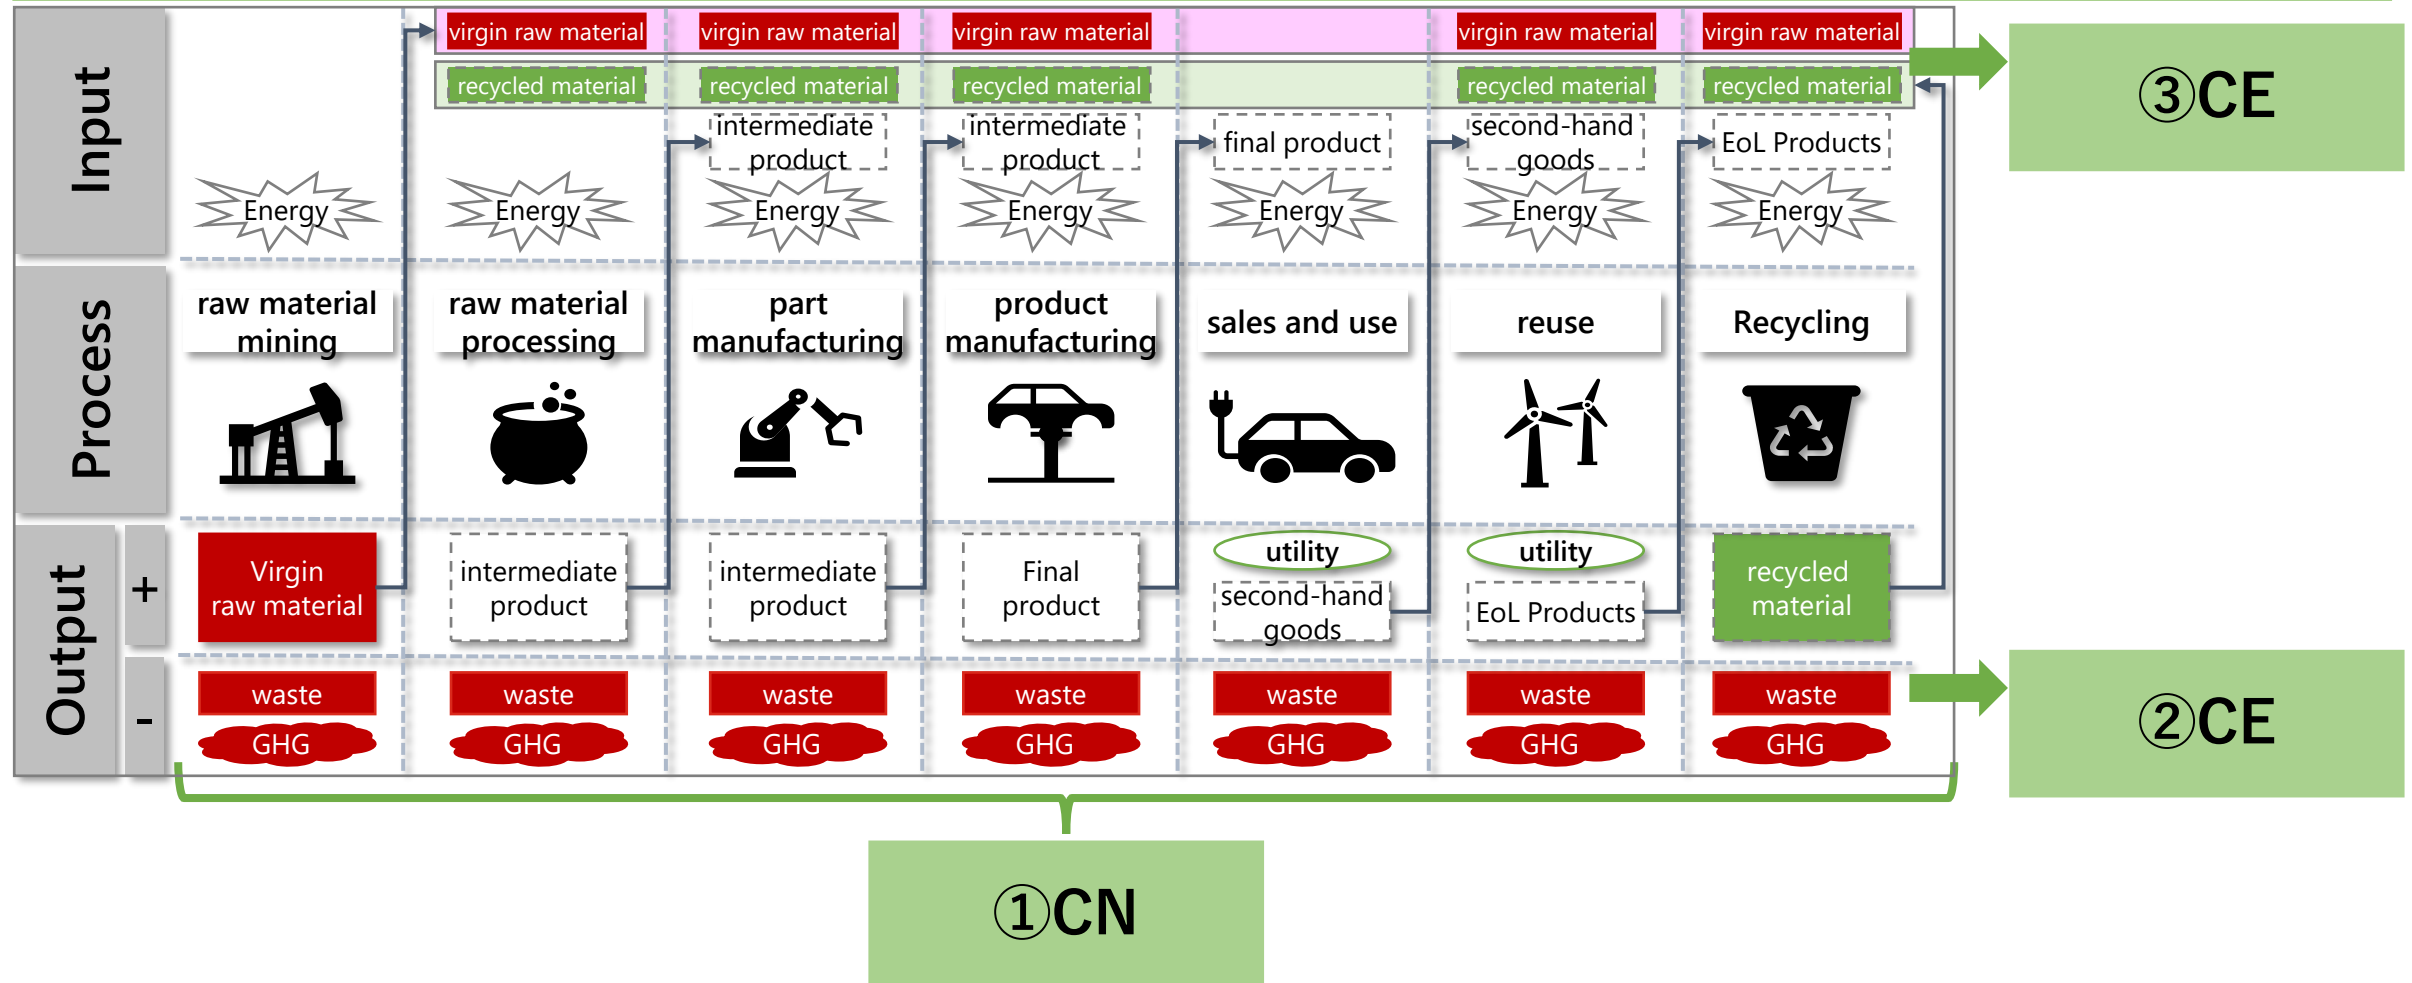 Input
virgin raw material
virgin raw material
virgin raw material
virgin raw material
virgin raw material
recycled material
recycled material
recycled material
recycled material
recycled material
intermediate
product
intermediate
product
final product
second-hand
goods
EoL Products
Energy
Energy
Energy
Energy
Energy
Energy
Energy
③CE
Process
raw material
mining
raw material
processing
part
manufacturing
product
manufacturing
sales and use
reuse
Recycling
Output
+
Virgin
raw material
intermediate
product
intermediate
product
Final
product
utility
second-hand
goods
utility
EoL Products
recycled
material
-
waste
waste
waste
waste
waste
waste
waste
GHG
GHG
GHG
GHG
GHG
GHG
GHG
②CE
①CN